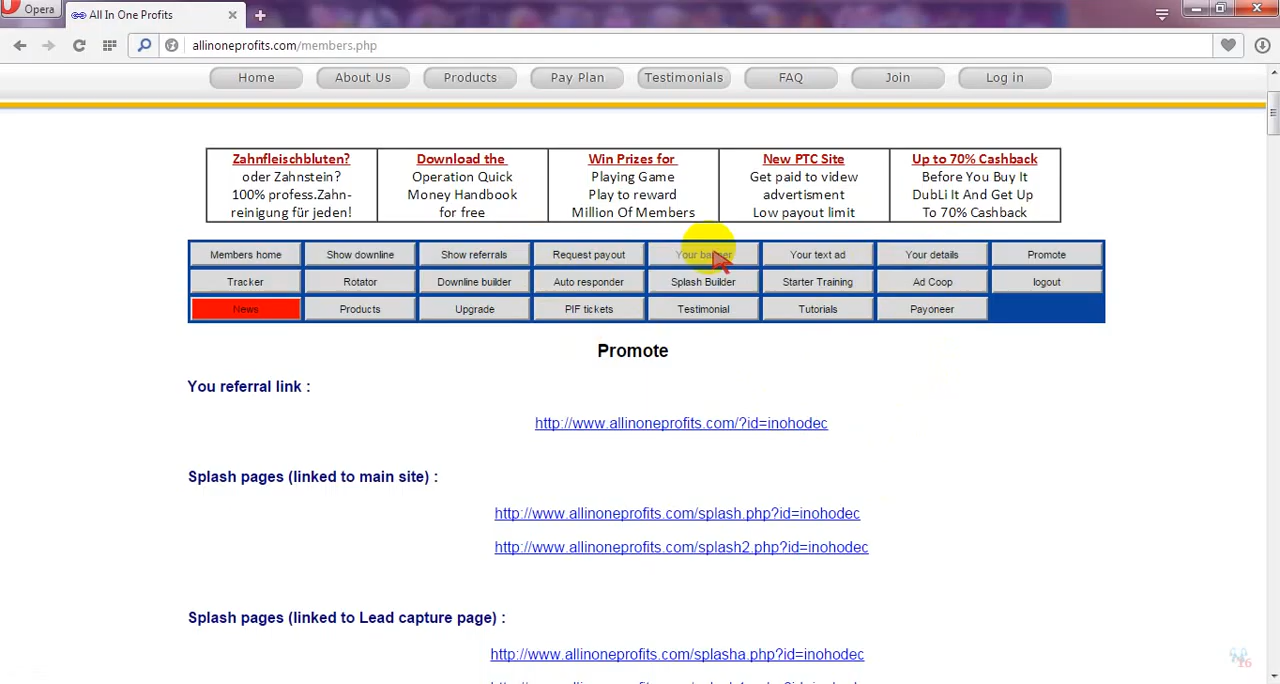 Opera
All In One Profits
allinoneprofits.com/members.php
Home About Us Products Pay Plan Testimonials FAQ Join Log in
Zahnfleischbluten?
oder Zahnstein?
100% profess.Zahn-
reinigung für jeden!
Download the
Operation Quick
Money Handbook
for free
Win Prizes for
Playing Game
Play to reward
Million Of Members
New PTC Site
Get paid to videw
advertisment
Low payout limit
Up to 70% Cashback
Before You Buy It
DubLi It And Get Up
To 70% Cashback
Members home Show downline Show referrals Request payout Your banner Your text ad Your details Promote
Tracker Rotator Downline builder Auto responder Splash Builder Starter Training Ad Coop logout
News Products Upgrade PIF tickets Testimonial Tutorials Payoneer
Promote
You referral link :
http://www.allinoneprofits.com/?id=inohodec
Splash pages (linked to main site) :
http://www.allinoneprofits.com/splash.php?id=inohodec
http://www.allinoneprofits.com/splash2.php?id=inohodec
Splash pages (linked to Lead capture page) :
http://www.allinoneprofits.com/splasha.php?id=inohodec
16